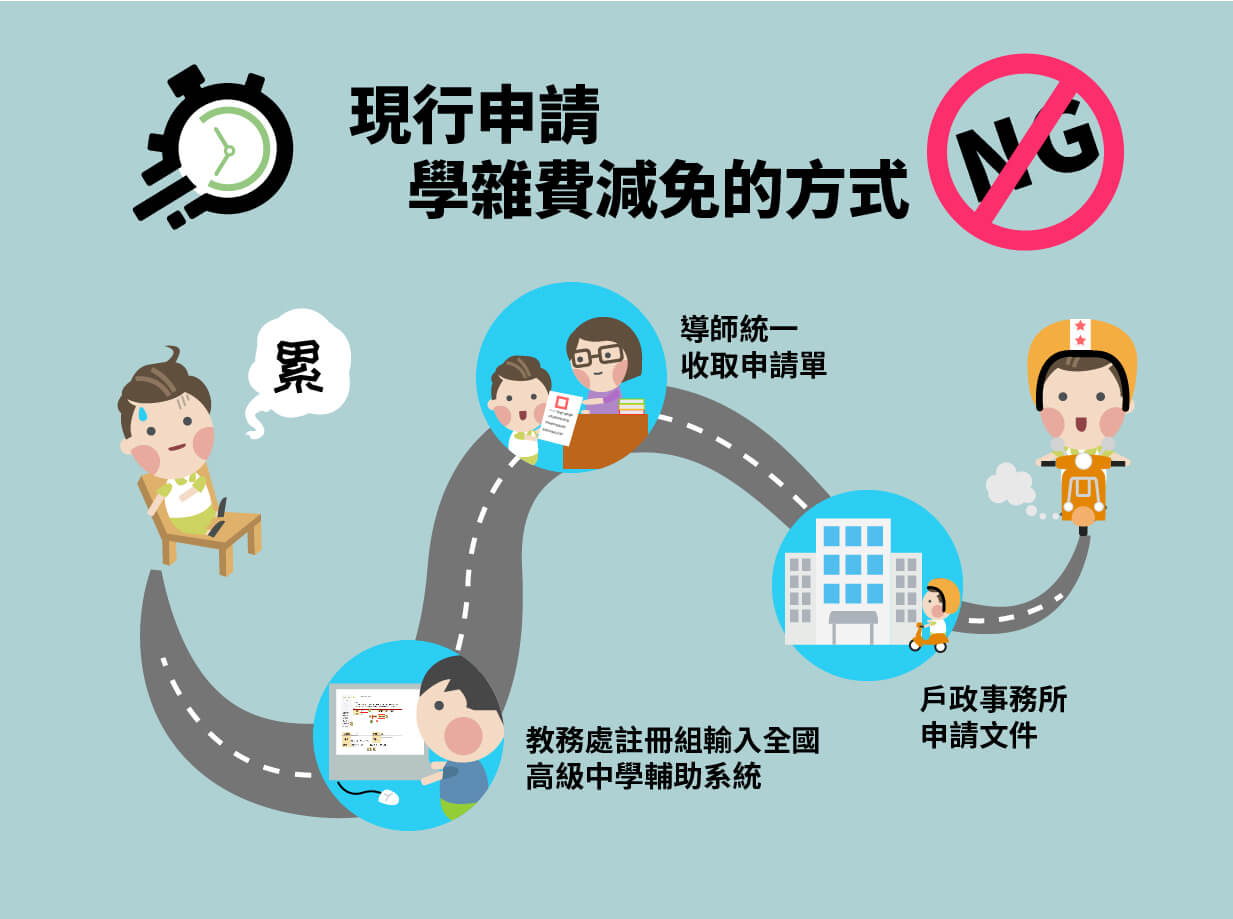 現行申請
學雜費減免的方式
NG
累
導師統一
收取申請單
戶政事務所
申請文件
教務處註冊組輸入全國
高級中學輔助系統